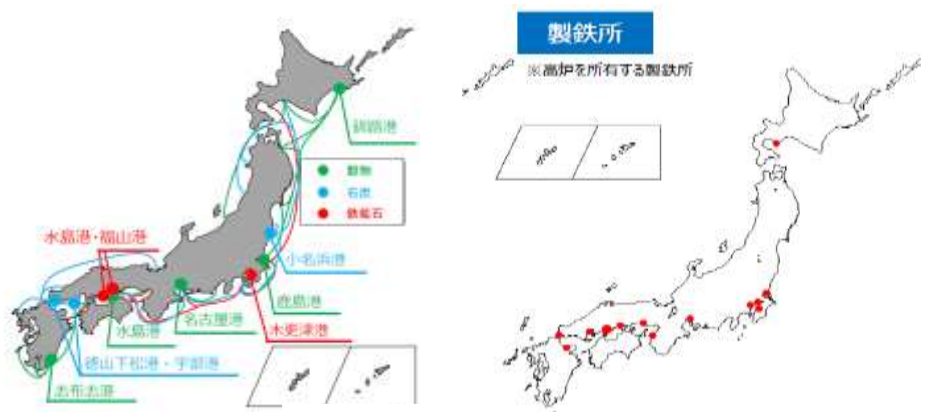 釧路港
穀物
石炭
鉄鉱石
水島港・福山港
小名浜港
鹿島港
名古屋港
木更津港
水島港
徳山下松港・宇部港
志布志港
製鉄所
※高炉を所有する製鉄所